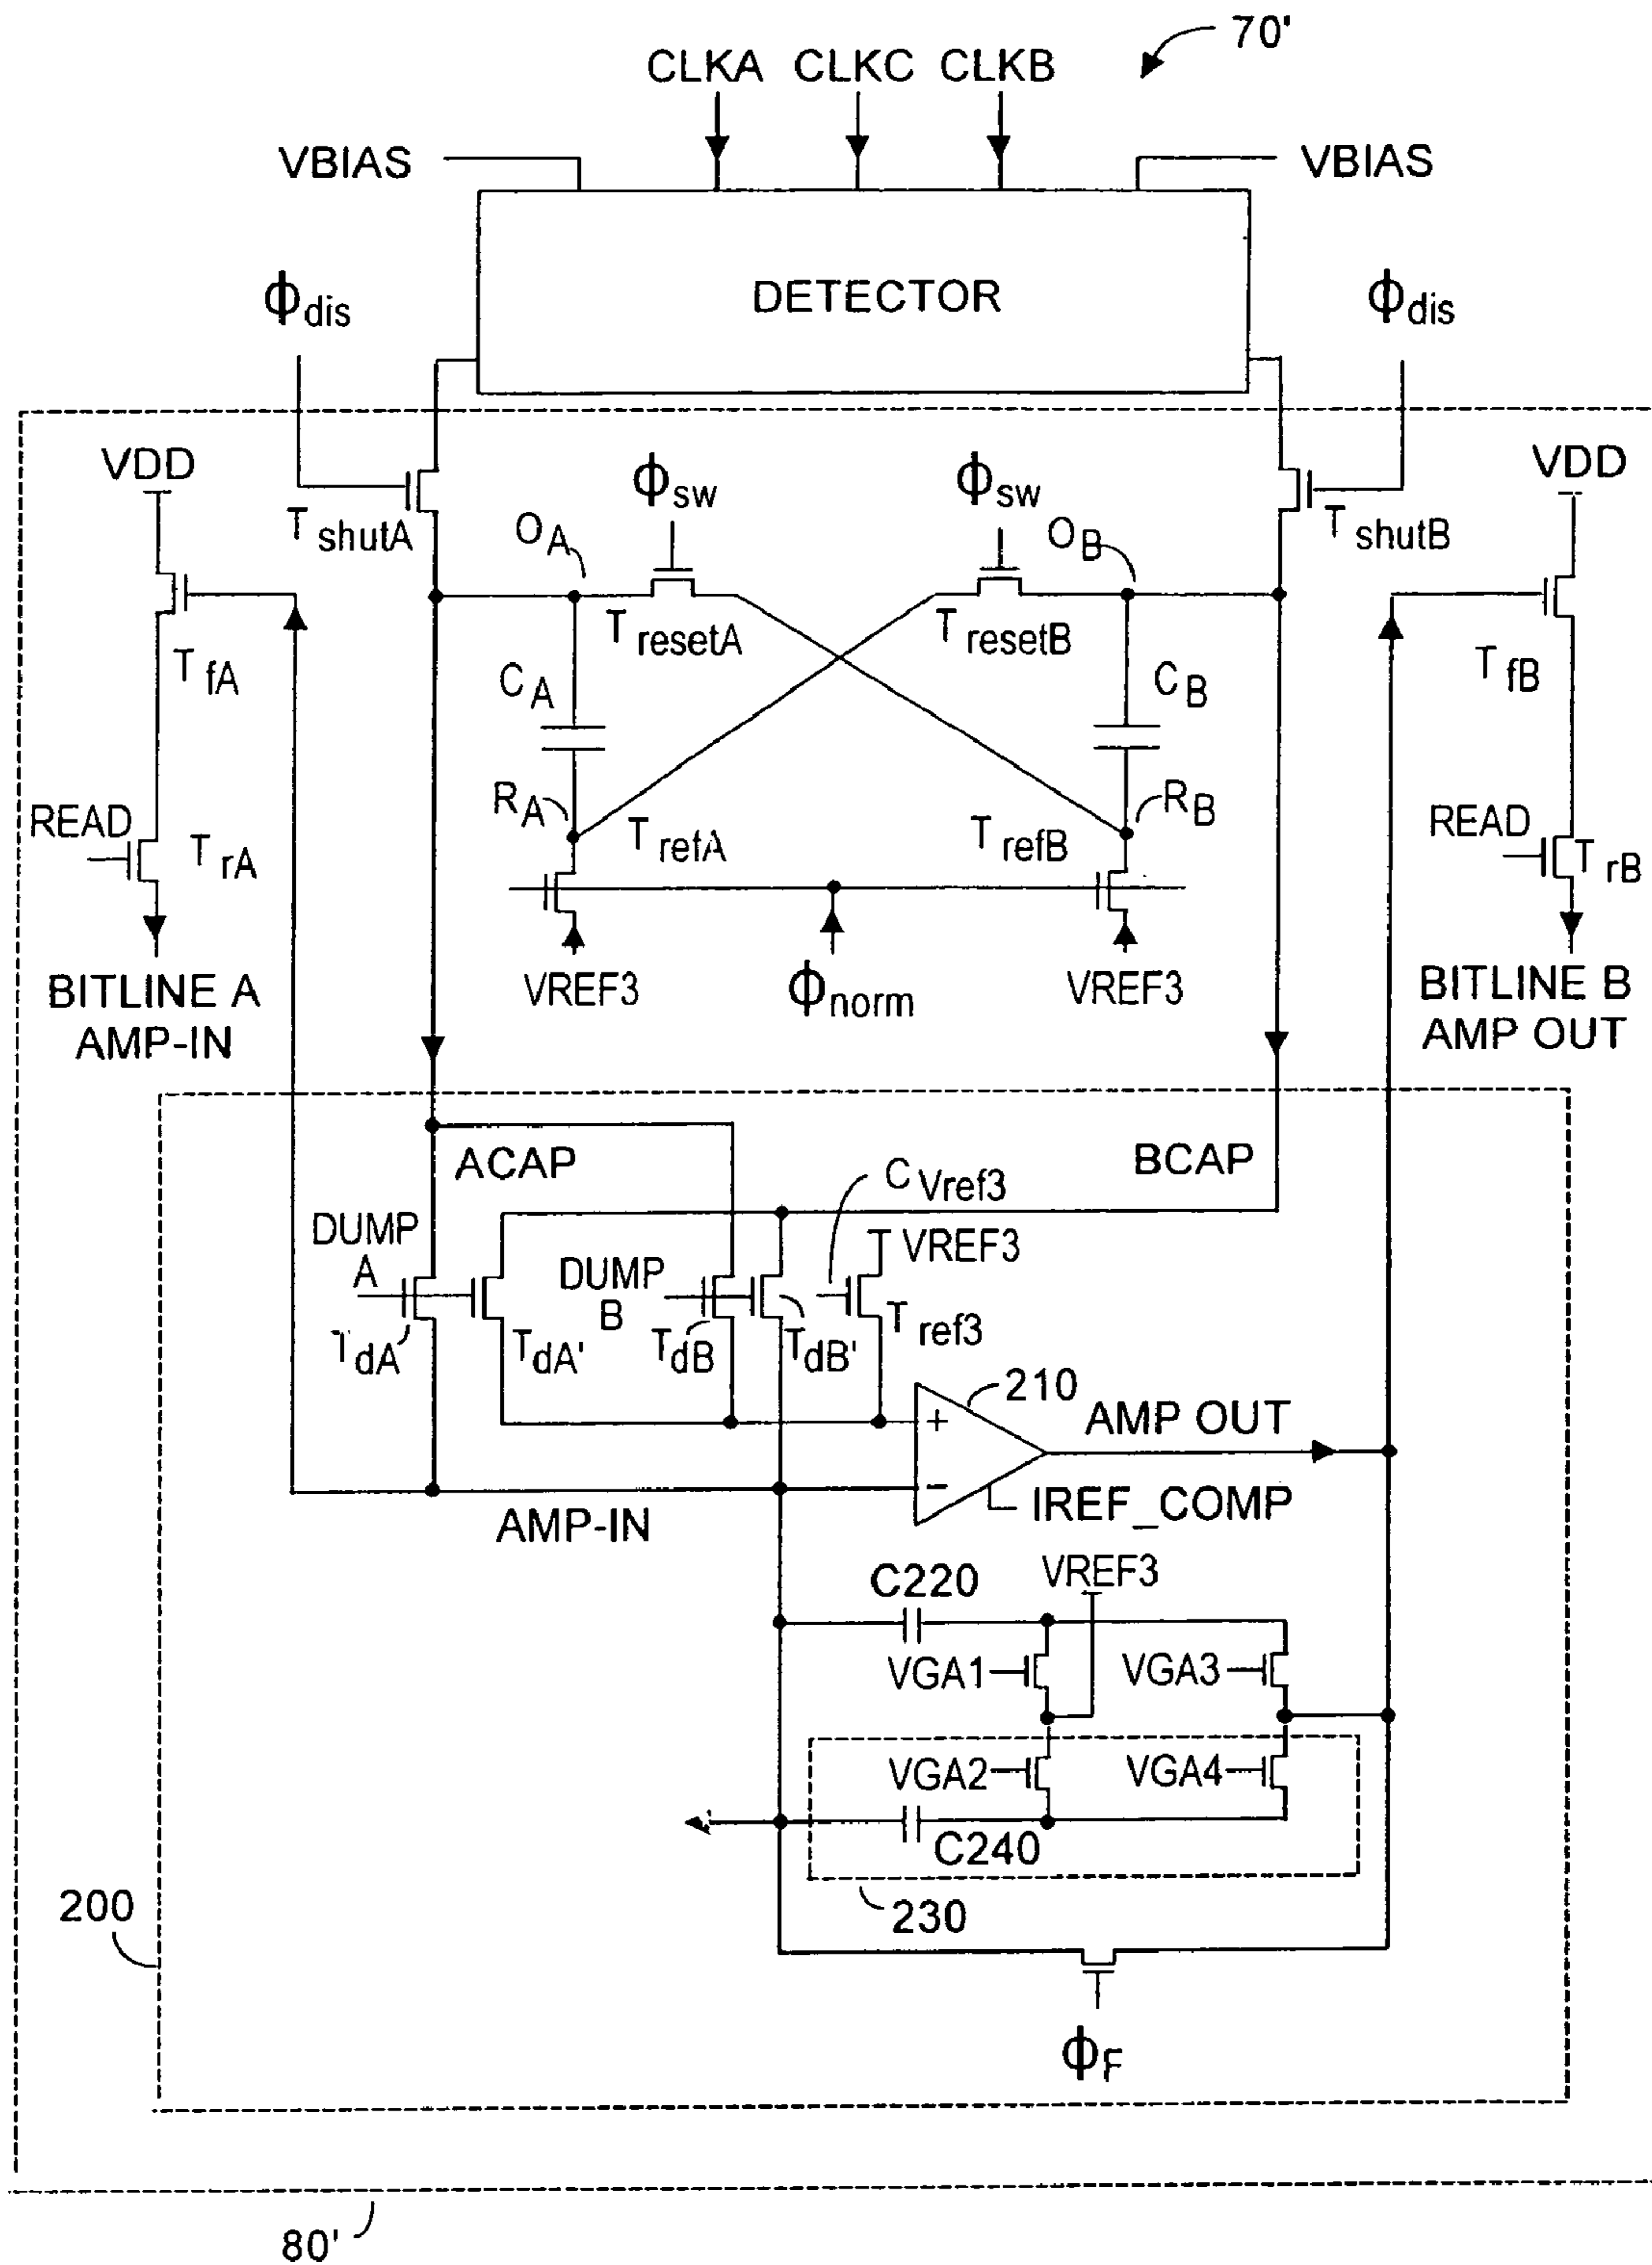 70'
CLKA CLKC CLKB
VBIAS
VBIAS
DETECTOR
ϕdis
ϕdis
VDD
ϕsw
ϕsw
VDD
TshutA
OA
OB
TshutB
TresetA
TresetB
TfA
CA
CB
TfB
READ
RA
TrefA
TrefB
RB
READ
TrA
TrB
VREF3
ϕnorm
VREF3
BITLINE A
AMP-IN
BITLINE B
AMP OUT
ACAP
BCAP
CVref3
DUMP
A
VREF3
DUMP
B
TdA
TdA'
TdB
TdB'
Tref3
210
+
AMP OUT
−
IREF_COMP
AMP-IN
C220
VREF3
VGA1
VGA3
VGA2
VGA4
C240
200
230
ϕF
80'